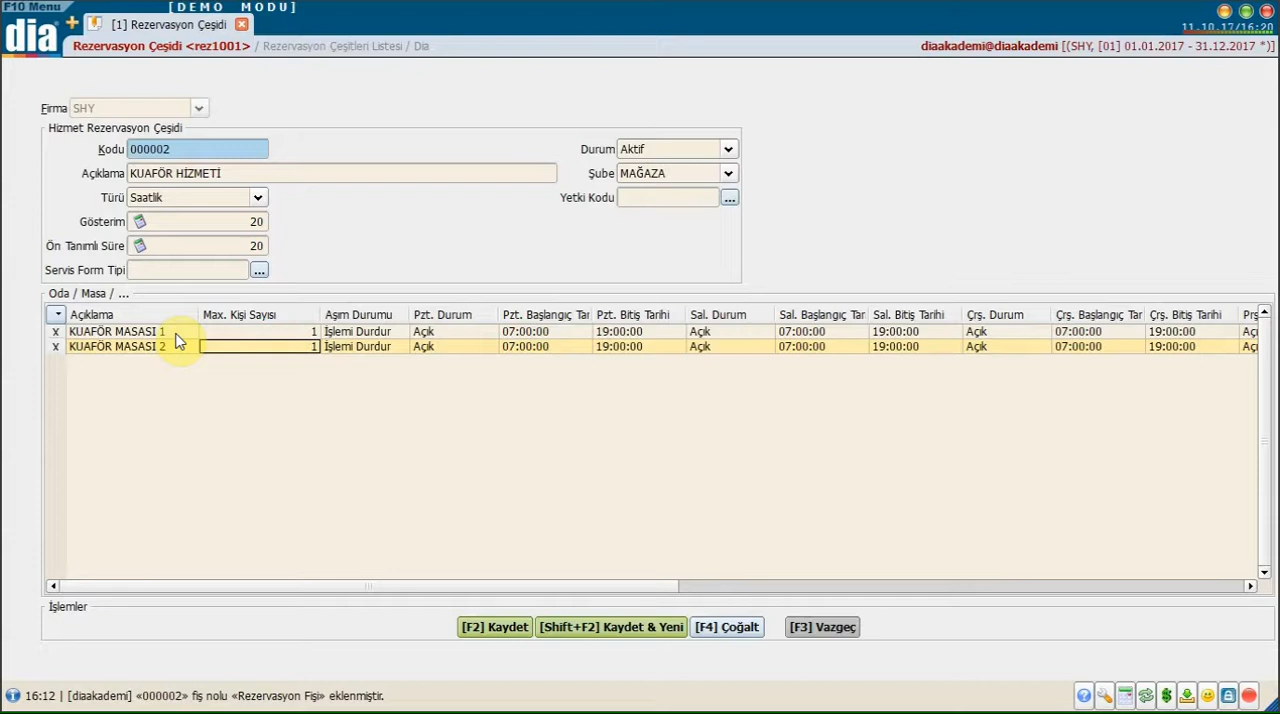 F10 Menu
[DEMO MODU]
dia
[1] Rezervasyon Çeşidi
11.10.17/16:20
Rezervasyon Çeşidi <rez1001> / Rezervasyon Çeşitleri Listesi / Dia
diaakademi@diaakademi [(SHY, [01] 01.01.2017 - 31.12.2017 *)]
Firma SHY
Hizmet Rezervasyon Çeşidi
Kodu 000002 Durum Aktif
Açıklama KUAFÖR HİZMETİ Şube MAĞAZA
Türü Saatlik Yetki Kodu ...
Gösterim 20
Ön Tanımlı Süre 20
Servis Form Tipi ...
Oda / Masa / ...
Açıklama Max. Kişi Sayısı Aşım Durumu Pzt. Durum Pzt. Başlangıç Tar Pzt. Bitiş Tarihi Sal. Durum Sal. Başlangıç Tar Sal. Bitiş Tarihi Çrş. Durum Çrş. Başlangıç Tar Çrş. Bitiş Tarihi Prş
x KUAFÖR MASASI 1 1 İşlemi Durdur Açık 07:00:00 19:00:00 Açık 07:00:00 19:00:00 Açık 07:00:00 19:00:00 Açı
x KUAFÖR MASASI 2 1 İşlemi Durdur Açık 07:00:00 19:00:00 Açık 07:00:00 19:00:00 Açık 07:00:00 19:00:00 Açı
İşlemler
[F2] Kaydet [Shift+F2] Kaydet & Yeni [F4] Çoğalt [F3] Vazgeç
16:12 | [diaakademi] «000002» fiş nolu «Rezervasyon Fişi» eklenmiştir.